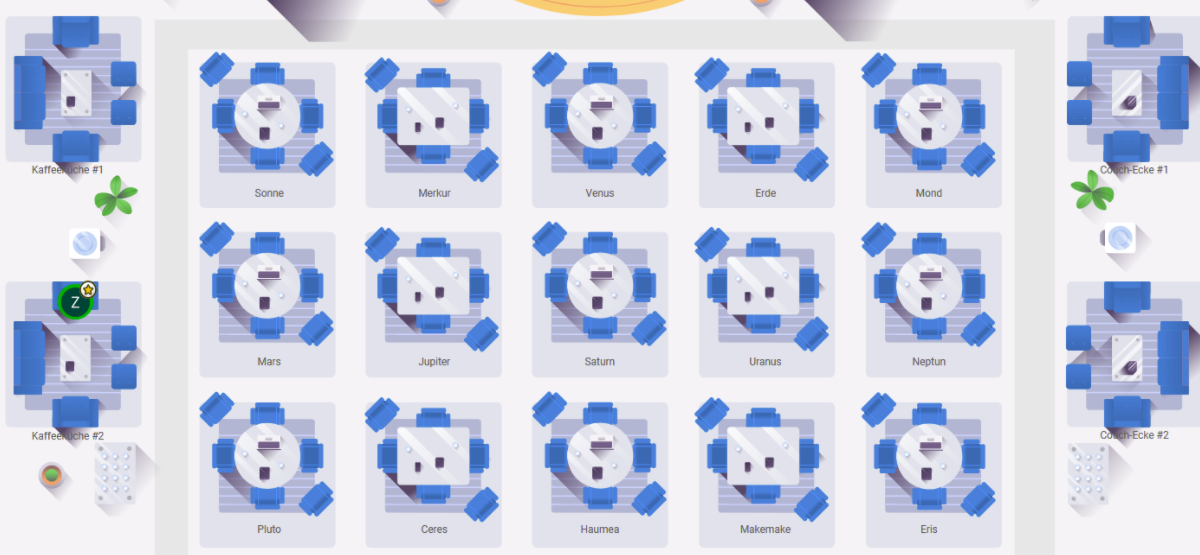 Kaffeeküche #1
Couch-Ecke #1
Sonne
Merkur
Venus
Erde
Mond
Z
Mars
Jupiter
Saturn
Uranus
Neptun
Kaffeeküche #2
Couch-Ecke #2
Pluto
Ceres
Haumea
Makemake
Eris